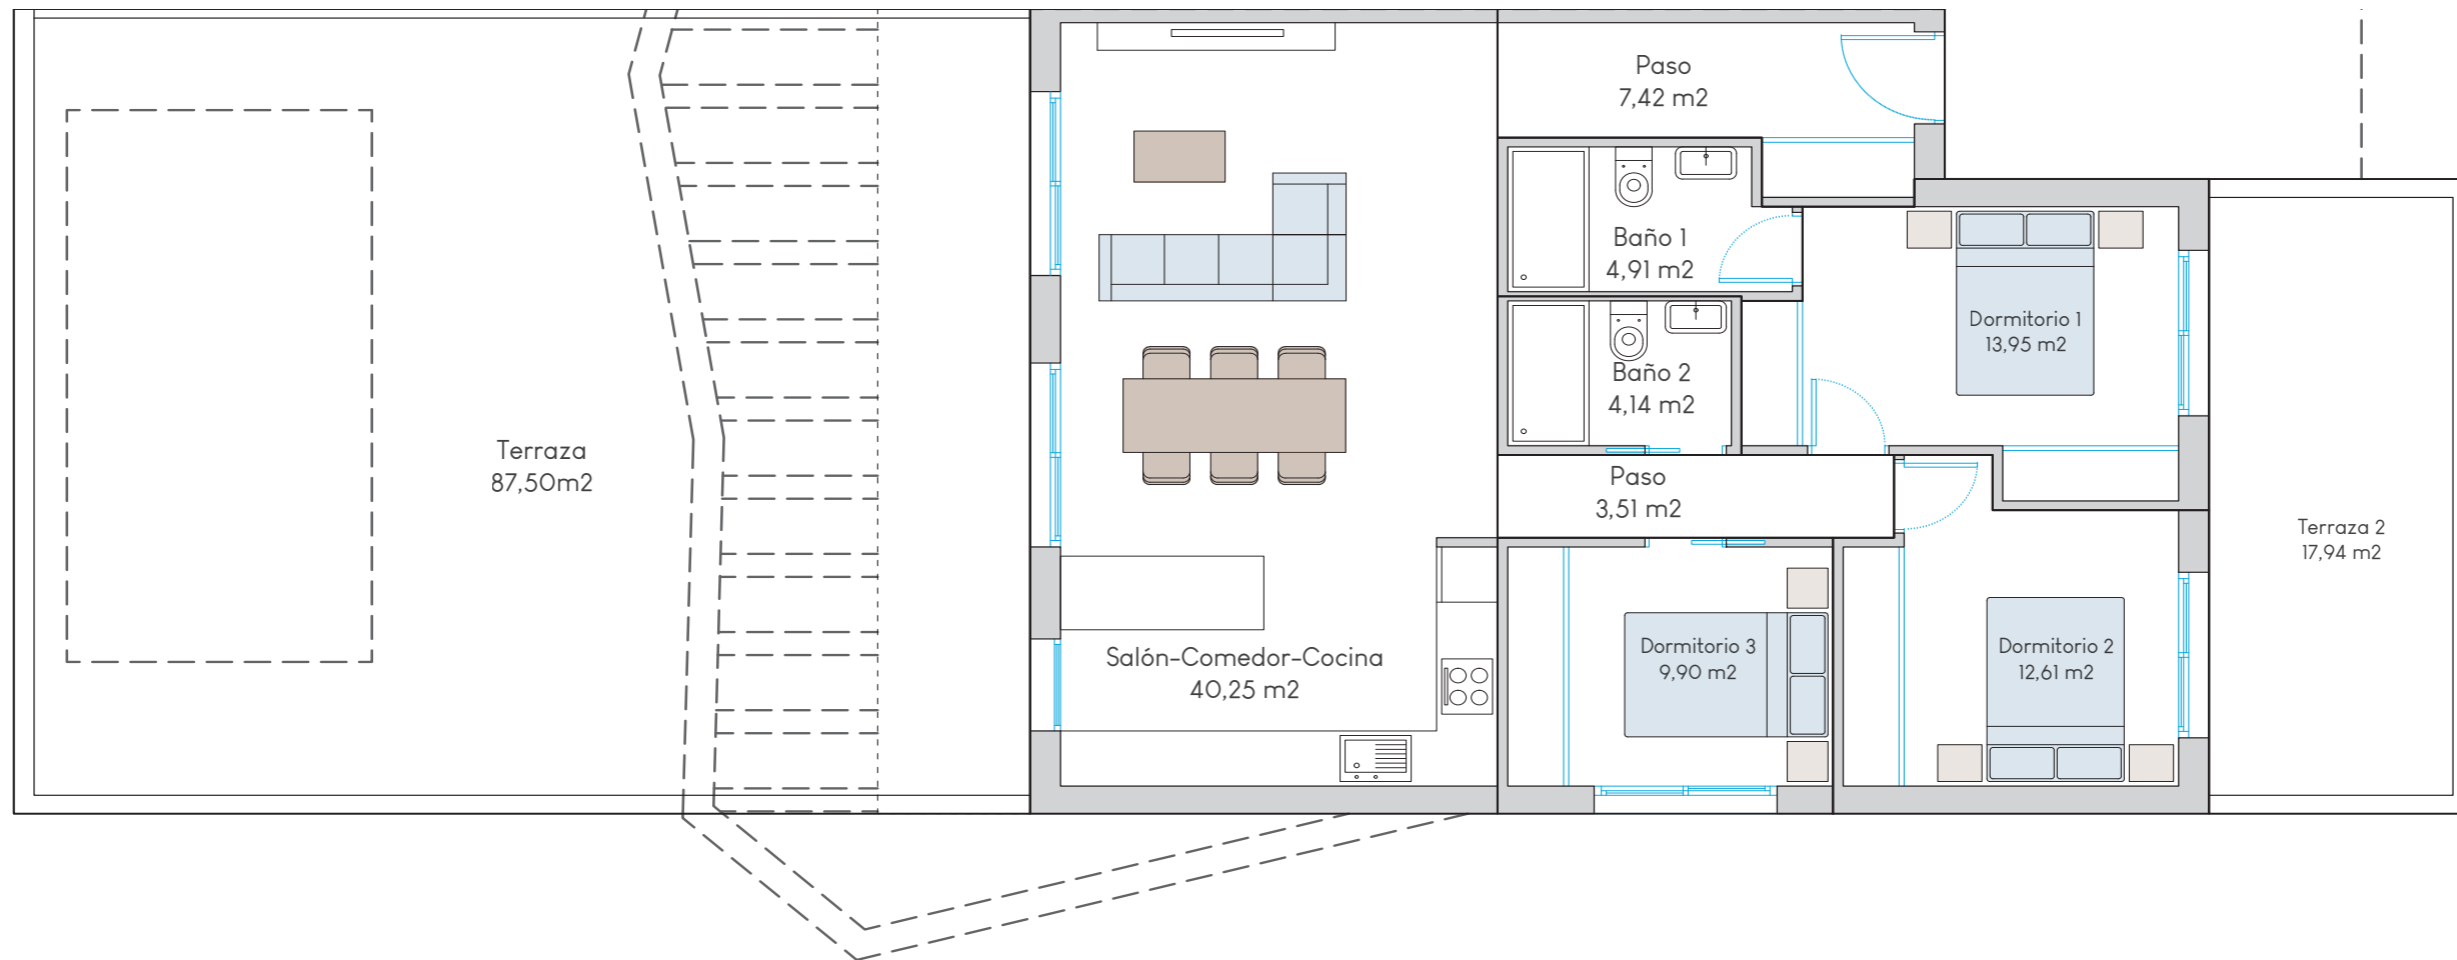 Paso
7,42 m2
Baño 1
4,91 m2
Dormitorio 1
13,95 m2
Baño 2
4,14 m2
Terraza
87,50m2
Paso
3,51 m2
Terraza 2
17,94 m2
Salón-Comedor-Cocina
40,25 m2
Dormitorio 3
9,90 m2
Dormitorio 2
12,61 m2